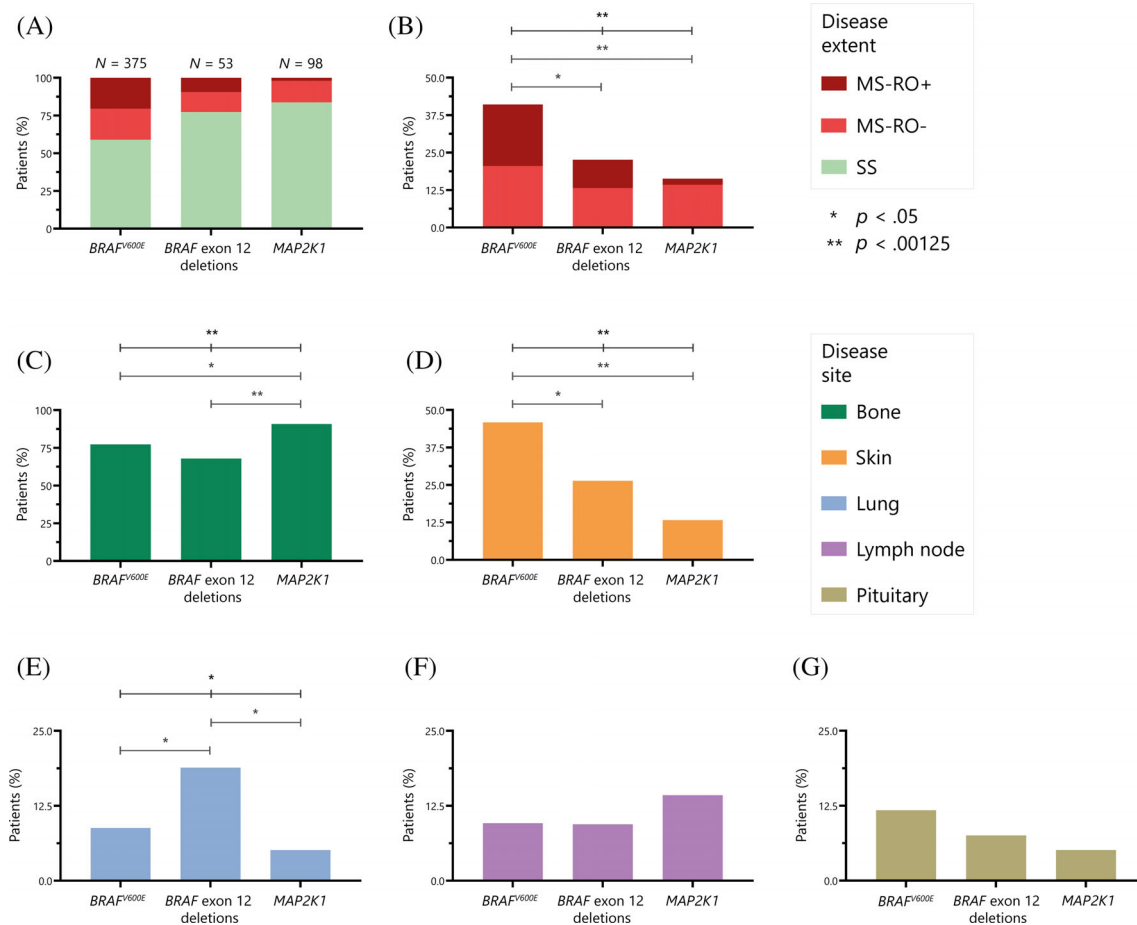 (A)
N = 375
N = 53
N = 98
Patients (%)
100
75
50
25
0
BRAFV600E
BRAF exon 12
deletions
MAP2K1
(B)
**
**
*
Patients (%)
50.0
37.5
25.0
12.5
0.0
BRAFV600E
BRAF exon 12
deletions
MAP2K1
Disease
extent
MS-RO+
MS-RO-
SS
* p < .05
** p < .00125
(C)
**
*
**
Patients (%)
100
75
50
25
0
BRAFV600E
BRAF exon 12
deletions
MAP2K1
(D)
**
**
*
Patients (%)
50.0
37.5
25.0
12.5
0.0
BRAFV600E
BRAF exon 12
deletions
MAP2K1
Disease
site
Bone
Skin
Lung
Lymph node
Pituitary
(E)
*
*
*
Patients (%)
25.0
12.5
0.0
BRAFV600E
BRAF exon 12
deletions
MAP2K1
(F)
Patients (%)
25.0
12.5
0.0
BRAFV600E
BRAF exon 12
deletions
MAP2K1
(G)
Patients (%)
25.0
12.5
0.0
BRAFV600E
BRAF exon 12
deletions
MAP2K1